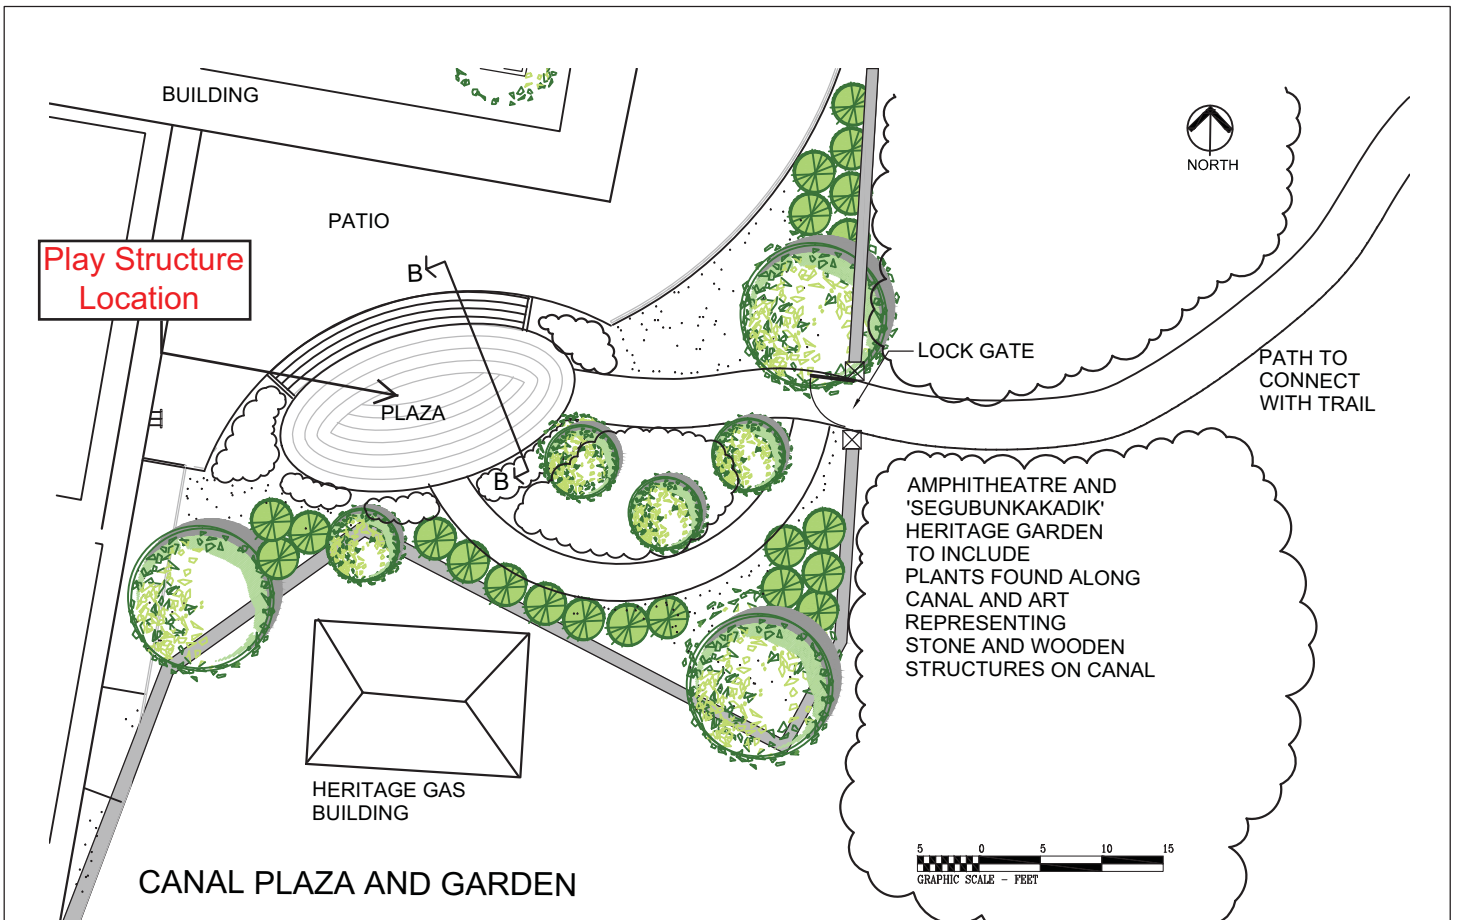 BUILDING
NORTH
PATIO
Play Structure
Location
B
LOCK GATE
PATH TO
CONNECT
WITH TRAIL
PLAZA
B
AMPHITHEATRE AND
'SEGUBUNKAKADIK'
HERITAGE GARDEN
TO INCLUDE
PLANTS FOUND ALONG
CANAL AND ART
REPRESENTING
STONE AND WOODEN
STRUCTURES ON CANAL
HERITAGE GAS
BUILDING
5 0 5 10 15
GRAPHIC SCALE - FEET
CANAL PLAZA AND GARDEN